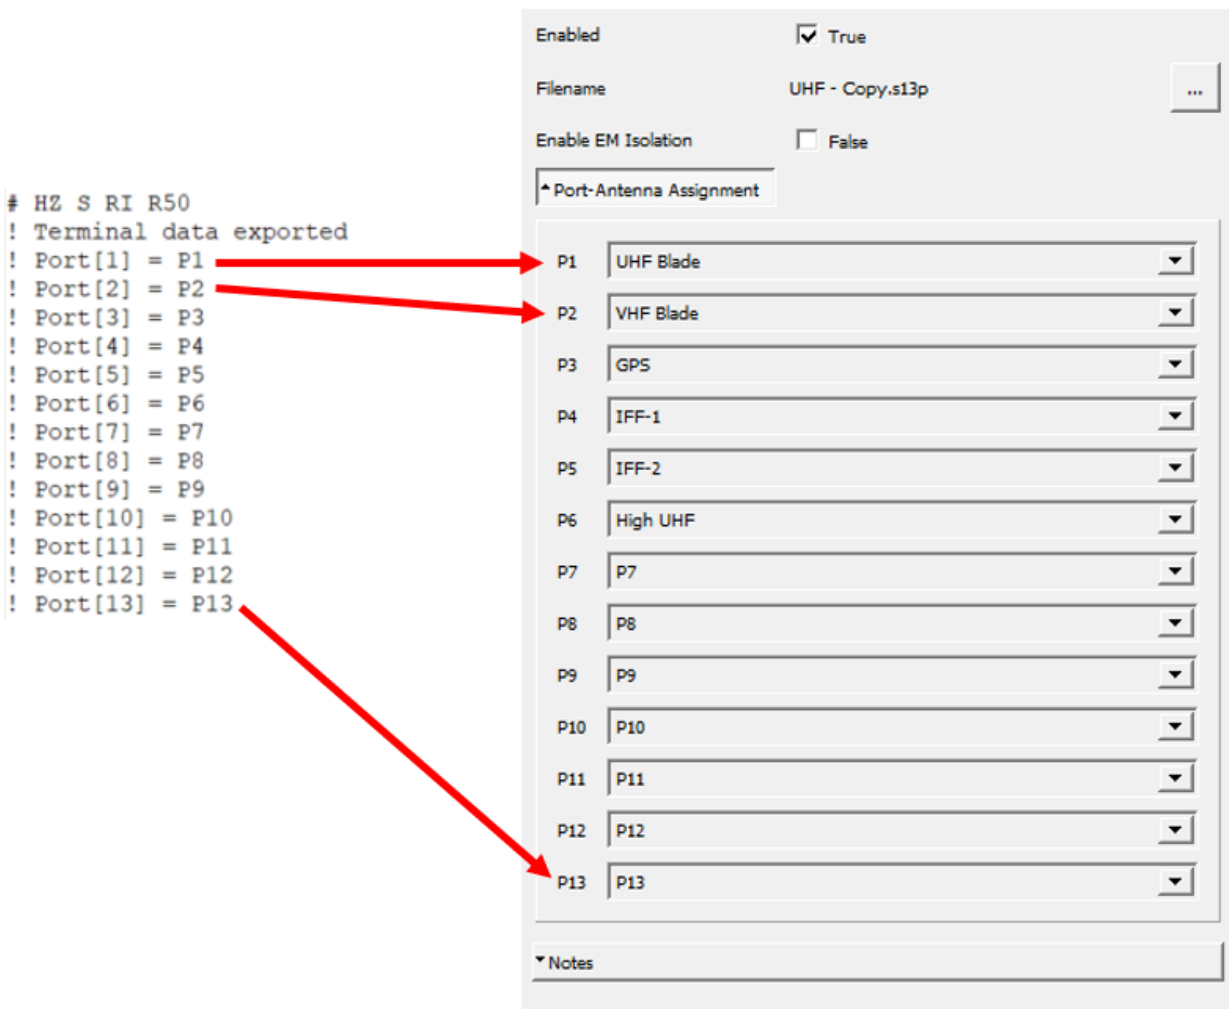 # HZ S RI R50
! Terminal data exported
! Port[1] = P1
! Port[2] = P2
! Port[3] = P3
! Port[4] = P4
! Port[5] = P5
! Port[6] = P6
! Port[7] = P7
! Port[8] = P8
! Port[9] = P9
! Port[10] = P10
! Port[11] = P11
! Port[12] = P12
! Port[13] = P13
Enabled True
Filename UHF - Copy.s13p ...
Enable EM Isolation False
Port-Antenna Assignment
P1 UHF Blade
P2 VHF Blade
P3 GPS
P4 IFF-1
P5 IFF-2
P6 High UHF
P7 P7
P8 P8
P9 P9
P10 P10
P11 P11
P12 P12
P13 P13
Notes